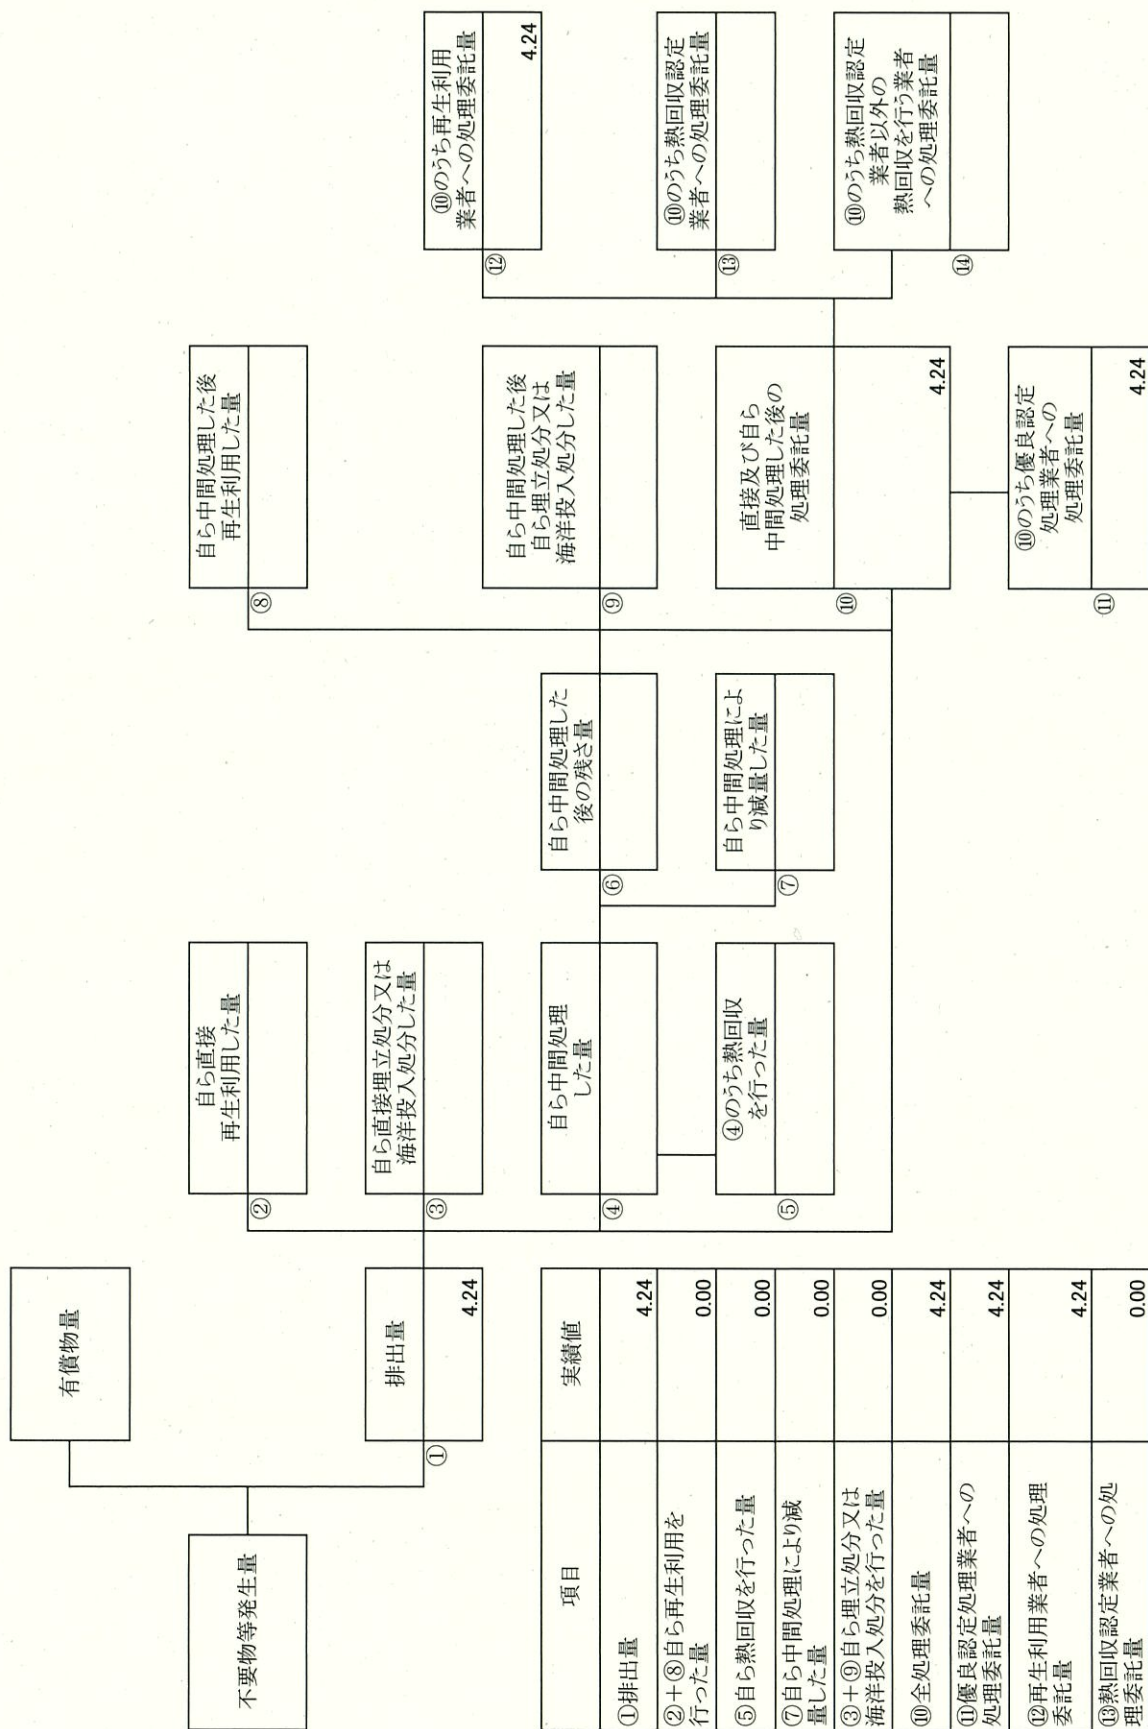 不要物等発生量
有償物量
①
排出量
4.24
②
自ら直接
再生利用した量
③
自ら直接埋立処分又は
海洋投入処分した量
④
自ら中間処理
した量
⑤
④のうち熱回収
を行った量
⑥
自ら中間処理した
後の残さ量
⑦
自ら中間処理によ
り減量した量
⑧
自ら中間処理した後
再生利用した量
⑨
自ら中間処理した後
自ら埋立処分又は
海洋投入処分した量
⑩
直接及び自ら
中間処理した後の
処理委託量
4.24
⑪
⑩のうち優良認定
処理業者への
処理委託量
4.24
⑫
⑩のうち再生利用
業者への処理委託量
4.24
⑬
⑩のうち熱回収認定
業者への処理委託量
⑭
⑩のうち熱回収認定
業者以外の
熱回収を行う業者
への処理委託量
項目 実績値
①排出量 4.24
②+⑧自ら再生利用を
行った量 0.00
⑤自ら熱回収を行った量 0.00
⑦自ら中間処理により減
量した量 0.00
③+⑨自ら埋立処分又は
海洋投入処分を行った量 0.00
⑩全処理委託量 4.24
⑪優良認定処理業者への
処理委託量 4.24
⑫再生利用業者への処理
委託量 4.24
⑬熱回収認定業者への処
理委託量 0.00